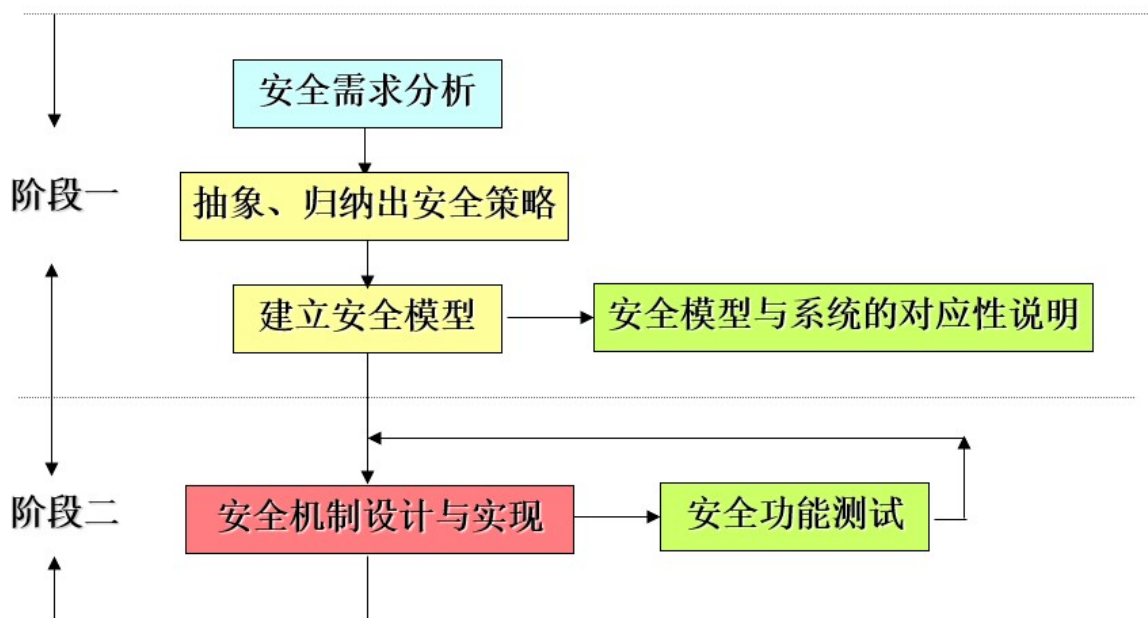 安全需求分析
阶段一
抽象、归纳出安全策略
建立安全模型
安全模型与系统的对应性说明
阶段二
安全机制设计与实现
安全功能测试